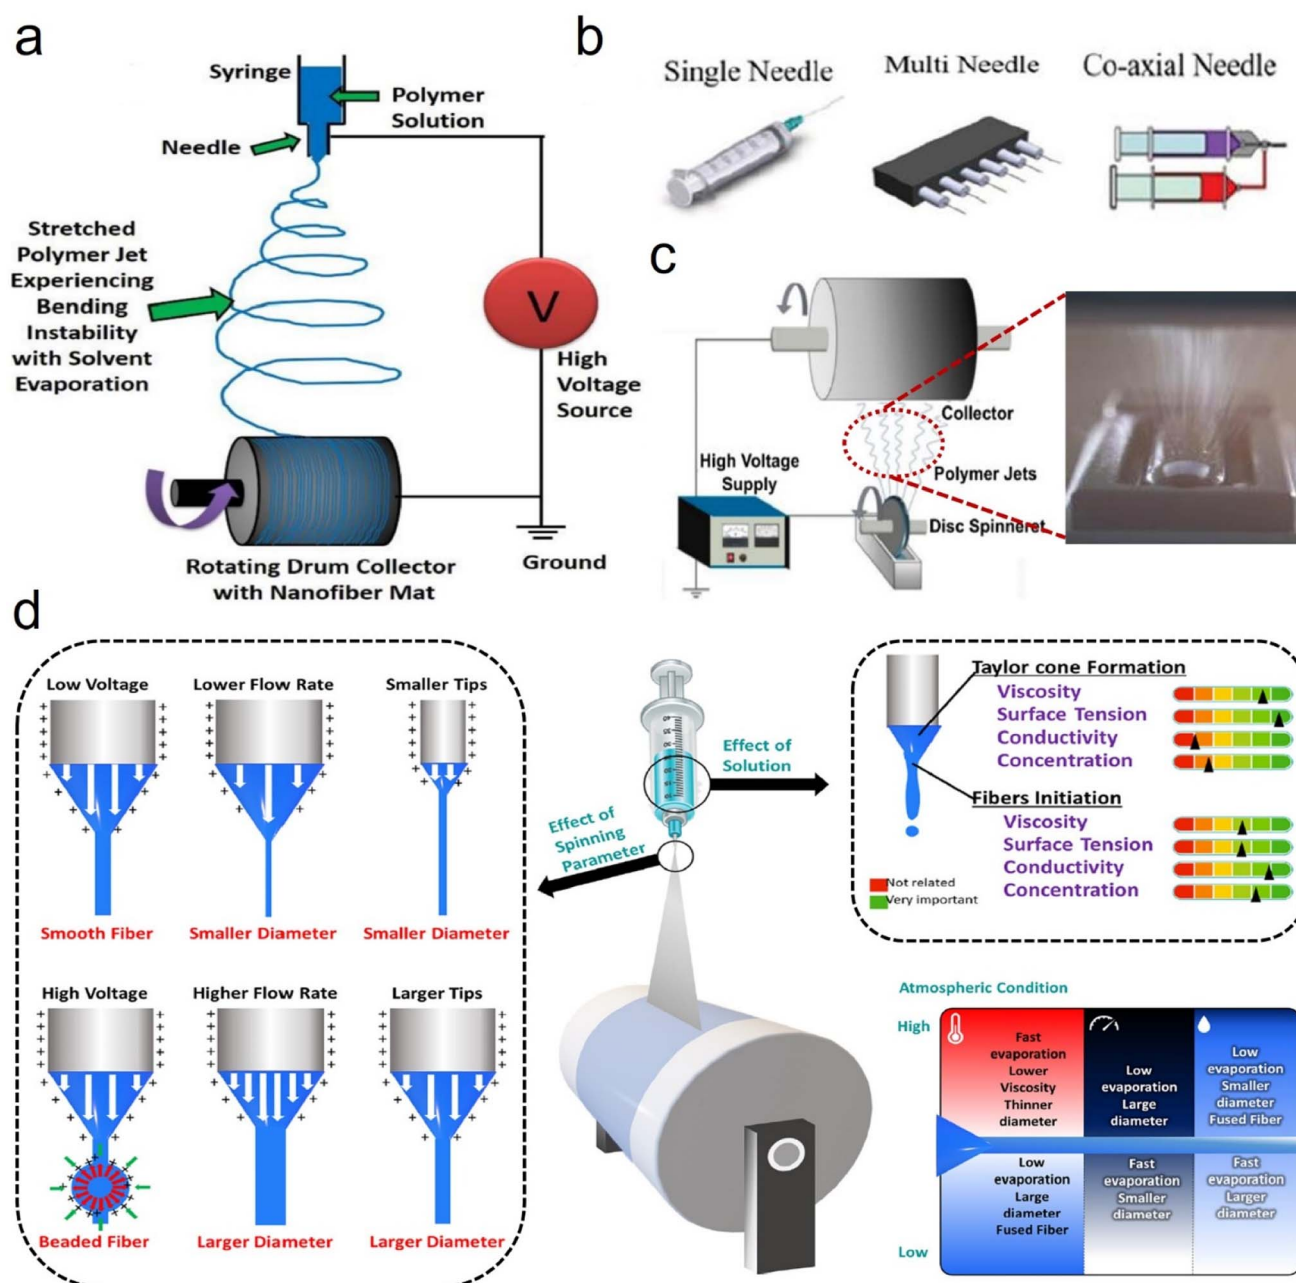 a
Syringe
Polymer
Solution
Needle
Stretched
Polymer Jet
Experiencing
Bending
Instability
with Solvent
Evaporation
V
High
Voltage
Source
Ground
Rotating Drum Collector
with Nanofiber Mat
b
Single Needle
Multi Needle
Co-axial Needle
c
Collector
Polymer Jets
High Voltage
Supply
Disc Spinneret
d
Low Voltage
Lower Flow Rate
Smaller Tips
Smooth Fiber
Smaller Diameter
Smaller Diameter
High Voltage
Higher Flow Rate
Larger Tips
Beaded Fiber
Larger Diameter
Larger Diameter
Effect of
Solution
Effect of
Spinning
Parameter
Taylor cone Formation
Viscosity
Surface Tension
Conductivity
Concentration
Fibers Initiation
Viscosity
Surface Tension
Conductivity
Concentration
Not related
Very important
Atmospheric Condition
High
Fast
evaporation
Lower
Viscosity
Thinner
diameter
Low
evaporation
Large
diameter
Low
evaporation
Smaller
diameter
Fused Fiber
Low
evaporation
Large
diameter
Fused Fiber
Fast
evaporation
Smaller
diameter
Fast
evaporation
Larger
diameter
Low